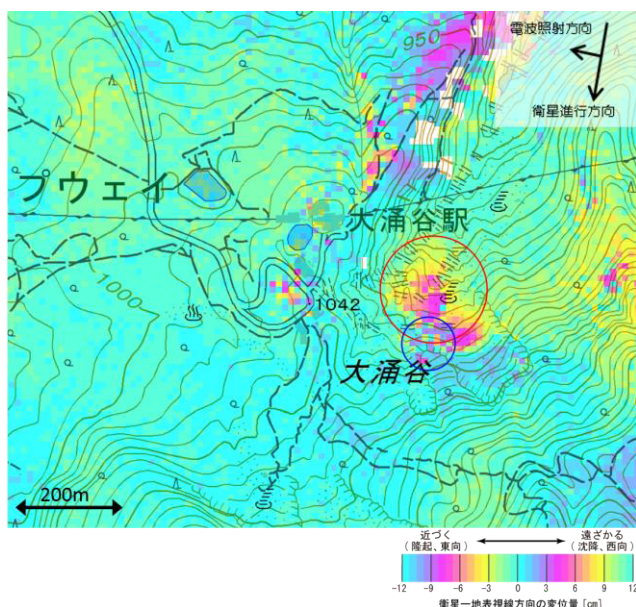 電波照射方向
衛星進行方向
950
フウェイ
大涌谷駅
1000
1042
大涌谷
200m
近づく
(隆起、東向)
遠ざかる
(沈降、西向)
-12 -9 -6 -3 0 3 6 9 12
衛星－地表視線方向の変位量 [cm]